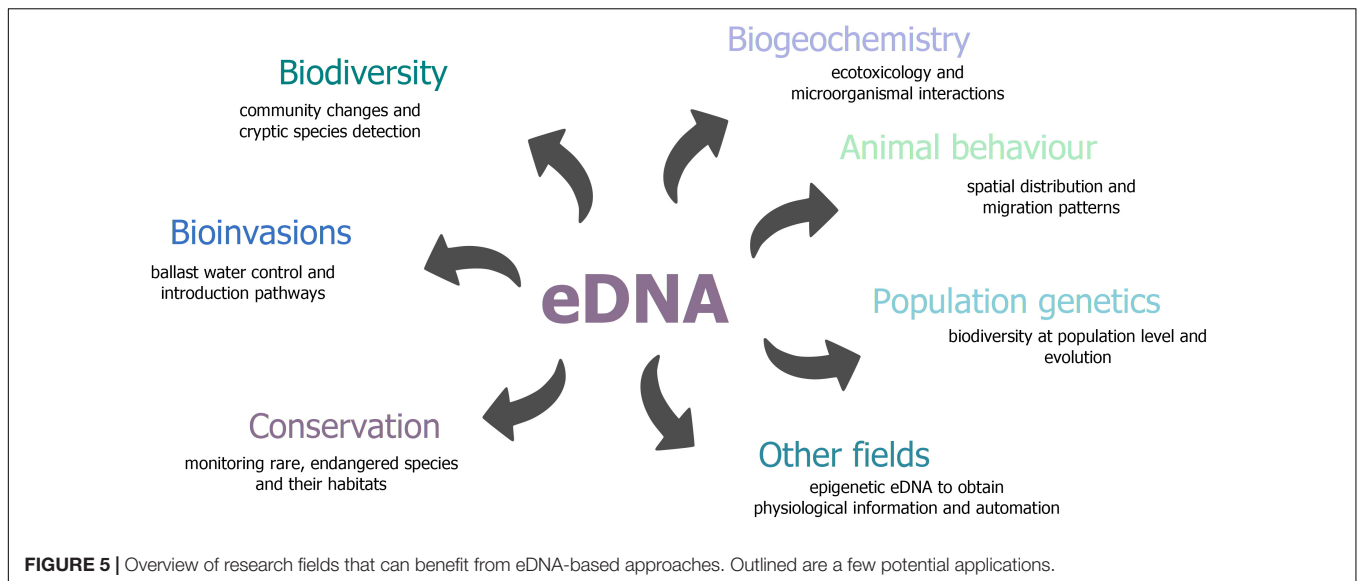 Biodiversity
community changes and
cryptic species detection
Biogeochemistry
ecotoxicology and
microorganismal interactions
Animal behaviour
spatial distribution and
migration patterns
Bioinvasions
ballast water control and
introduction pathways
eDNA
Population genetics
biodiversity at population level and
evolution
Conservation
monitoring rare, endangered species
and their habitats
Other fields
epigenetic eDNA to obtain
physiological information and automation
FIGURE 5 | Overview of research fields that can benefit from eDNA-based approaches. Outlined are a few potential applications.